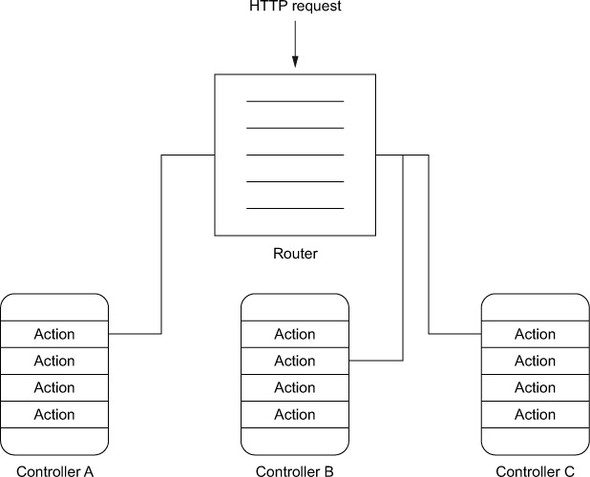 HTTP request
Router
Action
Action
Action
Action
Controller A
Action
Action
Action
Action
Controller B
Action
Action
Action
Action
Controller C